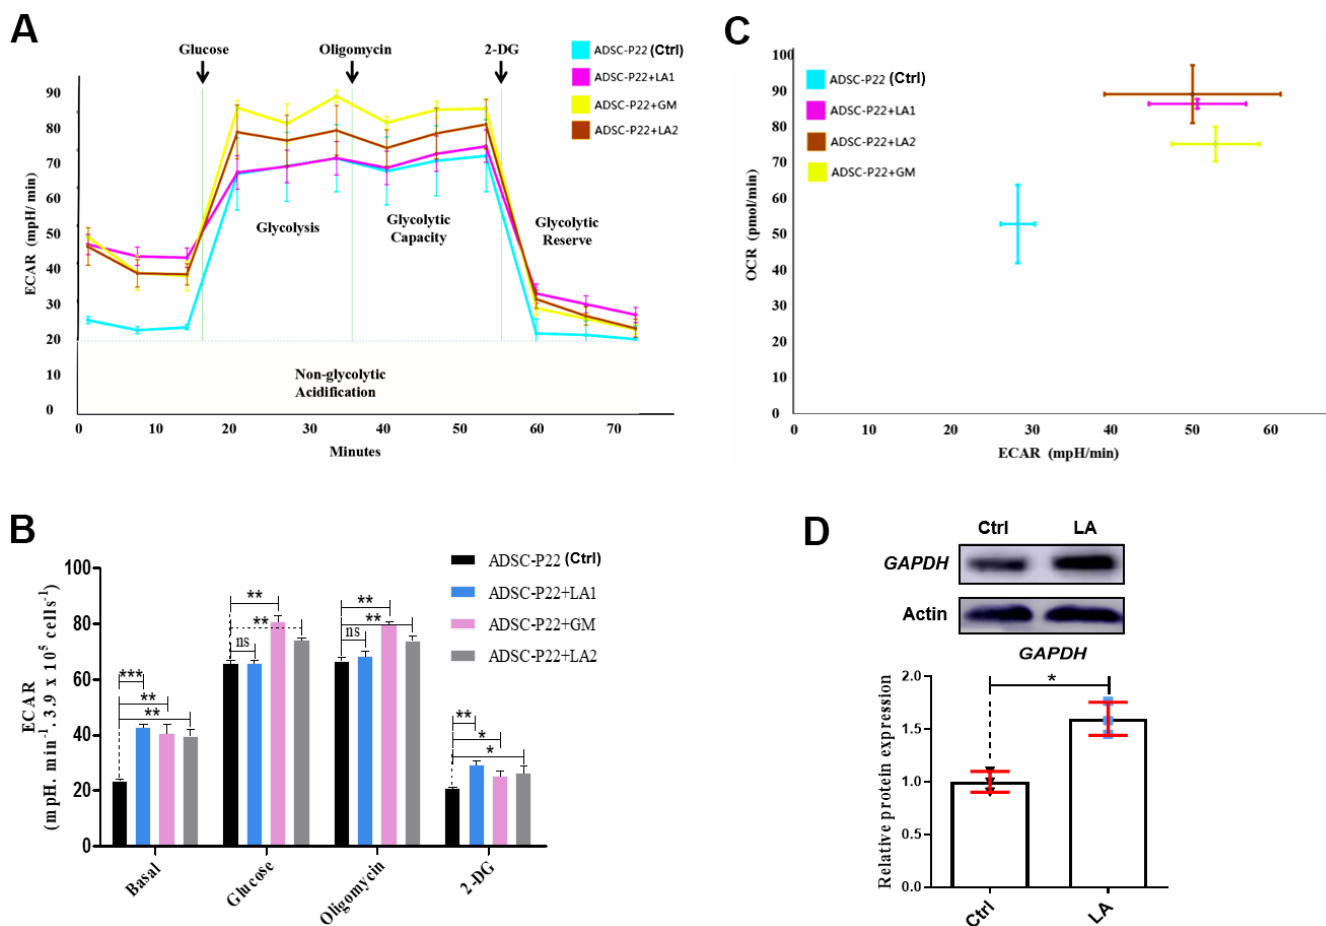 A
Glucose
Oligomycin
2-DG
ADSC-P22 (Ctrl)
ADSC-P22+LA1
ADSC-P22+GM
ADSC-P22+LA2
ECAR (mpH/ min)
90
80
70
60
50
40
30
20
10
0
Glycolysis
Glycolytic
Capacity
Glycolytic
Reserve
Non-glycolytic
Acidification
0 10 20 30 40 50 60 70
Minutes
C
ADSC-P22 (Ctrl)
ADSC-P22+LA1
ADSC-P22+LA2
ADSC-P22+GM
OCR (pmol/min)
100
90
80
70
60
50
40
30
20
10
0
0 10 20 30 40 50 60
ECAR (mpH/min)
B
ADSC-P22 (Ctrl)
ADSC-P22+LA1
ADSC-P22+GM
ADSC-P22+LA2
ECAR
(mpH. min-1. 3.9 x 10^5 cells-1)
100
80
60
40
20
0
***
**
**
**
**
ns
**
**
ns
**
*
*
Basal
Glucose
Oligomycin
2-DG
D
Ctrl LA
GAPDH
Actin
GAPDH
Relative protein expression
2.0
1.5
1.0
0.5
0.0
*
Ctrl
LA